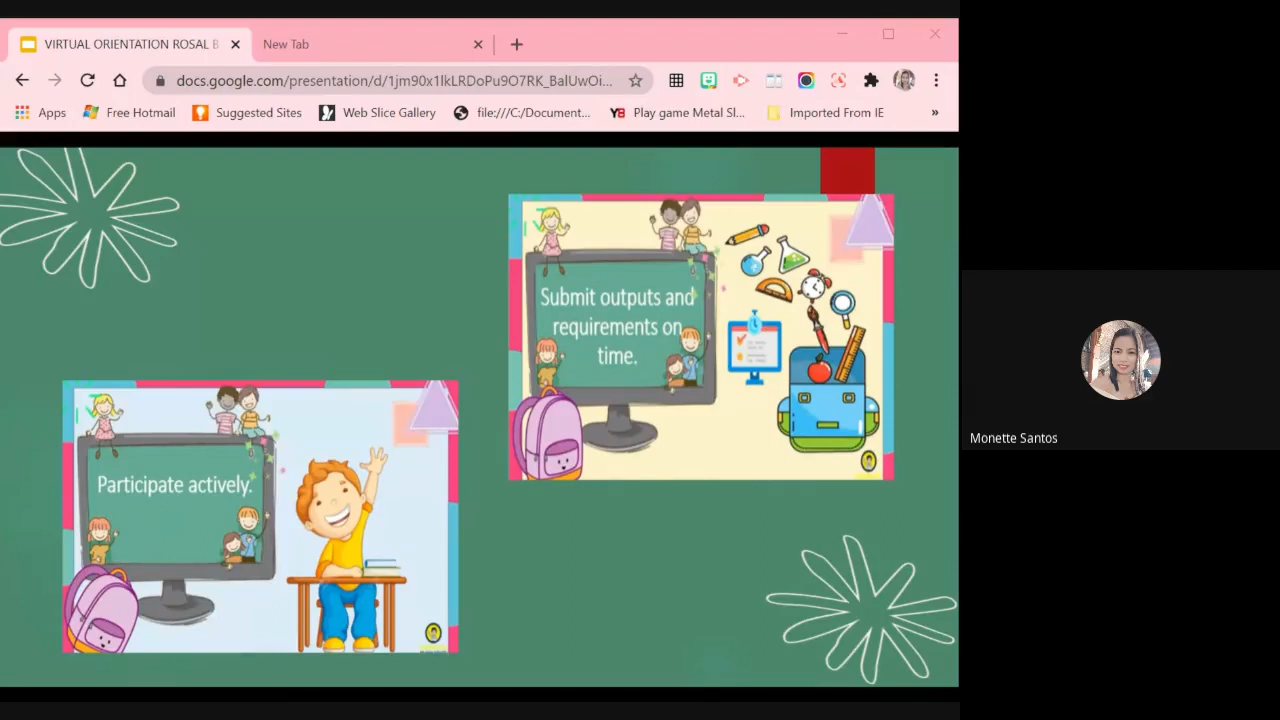 VIRTUAL ORIENTATION ROSAL B
New Tab
docs.google.com/presentation/d/1jm90x1lkLRDoPu9O7RK_BalUwOi...
Apps
Free Hotmail
Suggested Sites
Web Slice Gallery
file:///C:/Document...
Play game Metal Sl...
Imported From IE
»
Submit outputs and
requirements on
time.
Participate actively.
Monette Santos